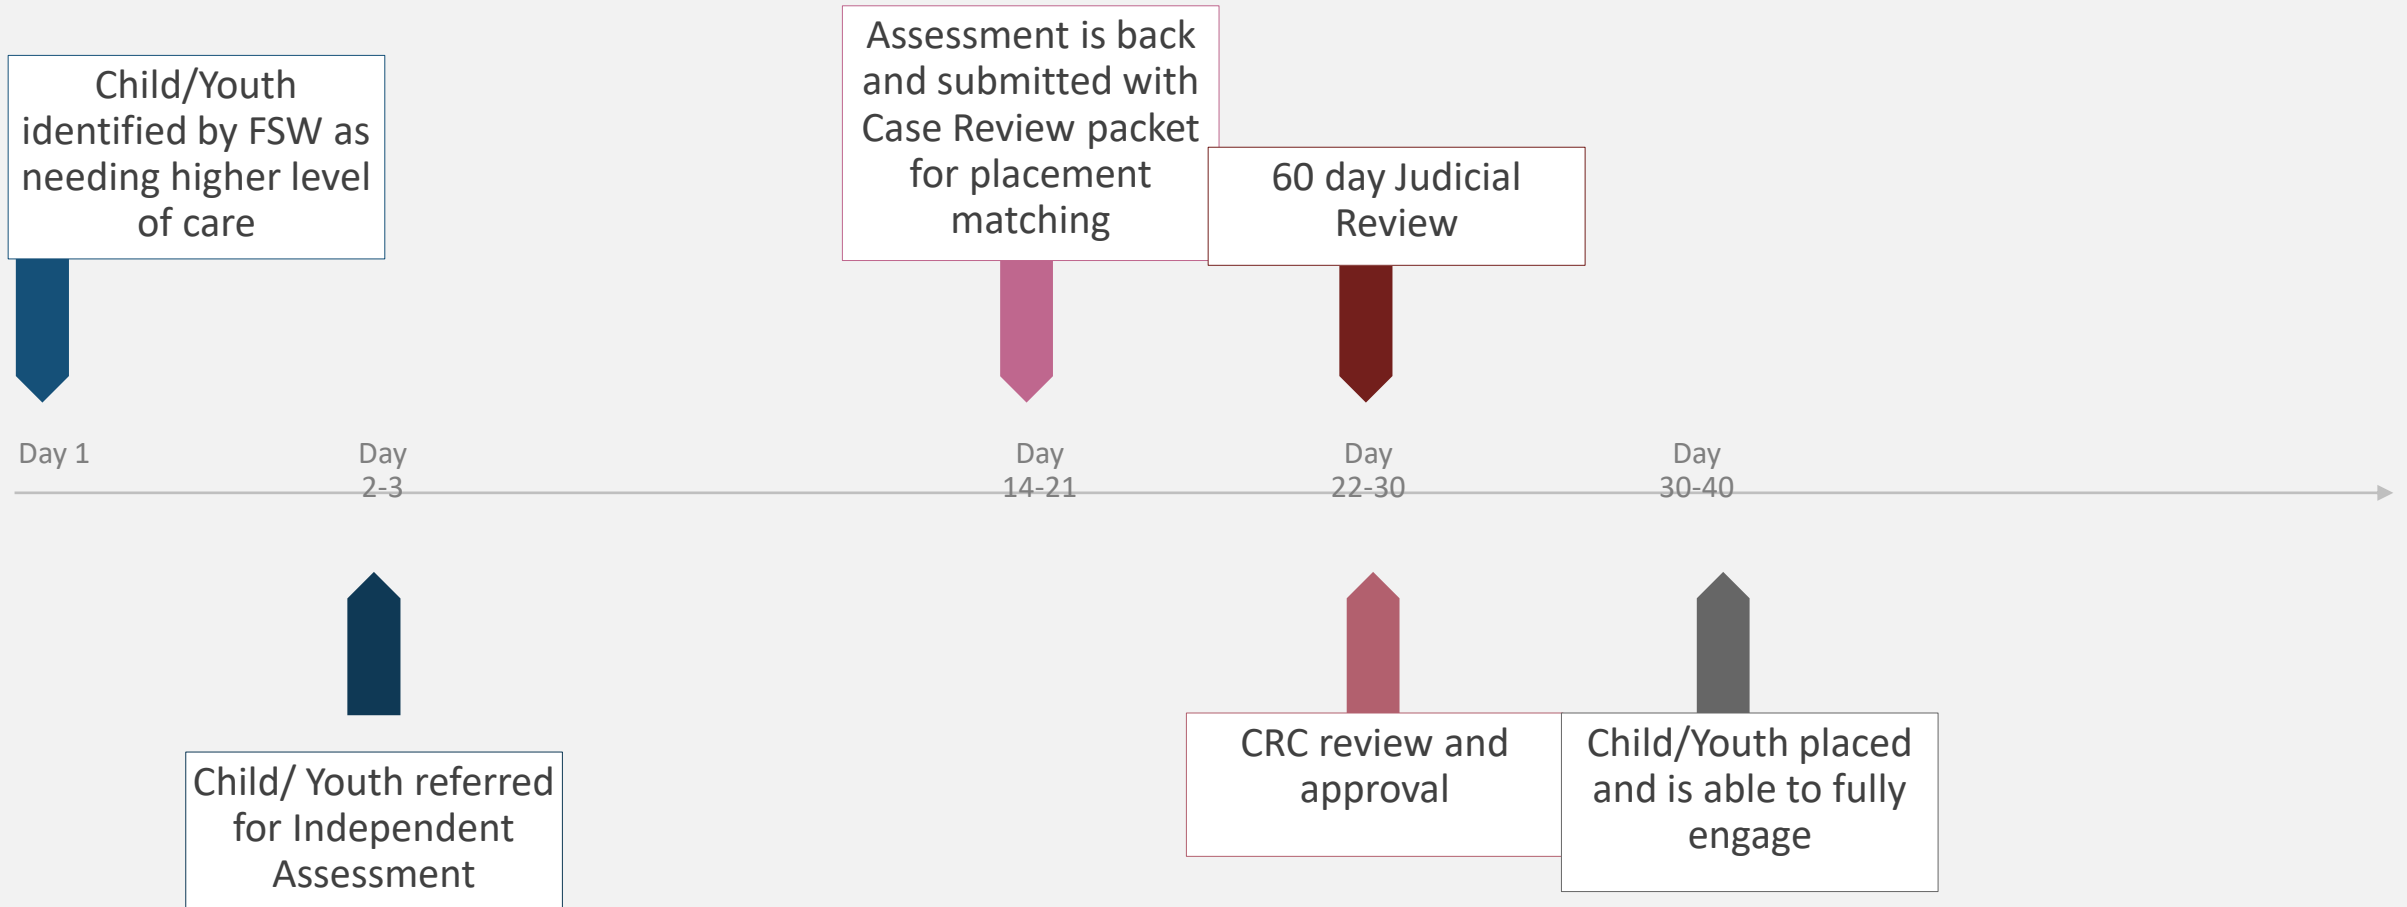 Child/Youth
identified by FSW as
needing higher level
of care
Assessment is back
and submitted with
Case Review packet
for placement
matching
60 day Judicial
Review
Day 1
Day
2-3
Day
14-21
Day
22-30
Day
30-40
Child/ Youth referred
for Independent
Assessment
CRC review and
approval
Child/Youth placed
and is able to fully
engage